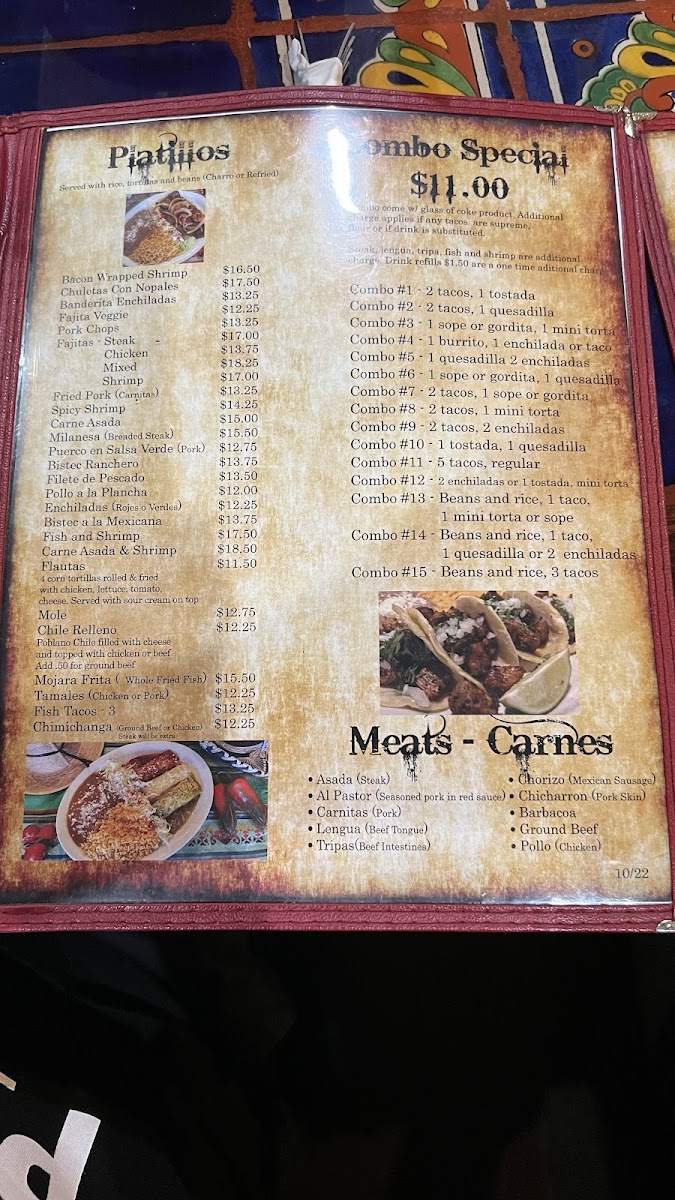 Platillos
Served with rice, tortillas and beans (Charro or Refried)
Bacon Wrapped Shrimp $16.50
Chuletas Con Nopales $17.50
Banderita Enchiladas $13.25
Fajita Veggie $12.25
Pork Chops $13.25
Fajitas - Steak - $17.00
Chicken $13.75
Mixed $18.25
Shrimp $17.00
Fried Pork (Carnitas) $13.25
Spicy Shrimp $14.25
Carne Asada $15.00
Milanesa (Breaded Steak) $15.50
Puerco en Salsa Verde (Pork) $12.75
Bistec Ranchero $13.75
Filete de Pescado $13.50
Pollo a la Plancha $12.00
Enchiladas (Rojas o Verdes) $12.25
Bistec a la Mexicana $13.75
Fish and Shrimp $17.50
Carne Asada & Shrimp $18.50
Flautas $11.50
4 corn tortillas rolled & fried
with chicken, lettuce, tomato,
cheese. Served with sour cream on top
Mole $12.75
Chile Relleno $12.25
Poblano Chile filled with cheese
and topped with chicken or beef
Add .50 for ground beef
Mojara Frita ( Whole Fried Fish) $15.50
Tamales (Chicken or Pork) $12.25
Fish Tacos - 3 $13.25
Chimichanga (Ground Beef or Chicken) $12.25
Steak will be extra
Combo Special
$11.00
come w/ glass of coke product. Additional
charge applies if any tacos are supreme,
flour or if drink is substituted.
Steak, lengua, tripa, fish and shrimp are additional
charge. Drink refills $1.50 are a one time aditional charge
Combo #1 - 2 tacos, 1 tostada
Combo #2 - 2 tacos, 1 quesadilla
Combo #3 - 1 sope or gordita, 1 mini torta
Combo #4 - 1 burrito, 1 enchilada or taco
Combo #5 - 1 quesadilla 2 enchiladas
Combo #6 - 1 sope or gordita, 1 quesadilla
Combo #7 - 2 tacos, 1 sope or gordita
Combo #8 - 2 tacos, 1 mini torta
Combo #9 - 2 tacos, 2 enchiladas
Combo #10 - 1 tostada, 1 quesadilla
Combo #11 - 5 tacos, regular
Combo #12 - 2 enchiladas or 1 tostada, mini torta
Combo #13 - Beans and rice, 1 taco,
1 mini torta or sope
Combo #14 - Beans and rice, 1 taco,
1 quesadilla or 2 enchiladas
Combo #15 - Beans and rice, 3 tacos
Meats - Carnes
• Asada (Steak)
• Al Pastor (Seasoned pork in red sauce)
• Carnitas (Pork)
• Lengua (Beef Tongue)
• Tripas(Beef Intestines)
• Chorizo (Mexican Sausage)
• Chicharron (Pork Skin)
• Barbacoa
• Ground Beef
• Pollo (Chicken)
10/22